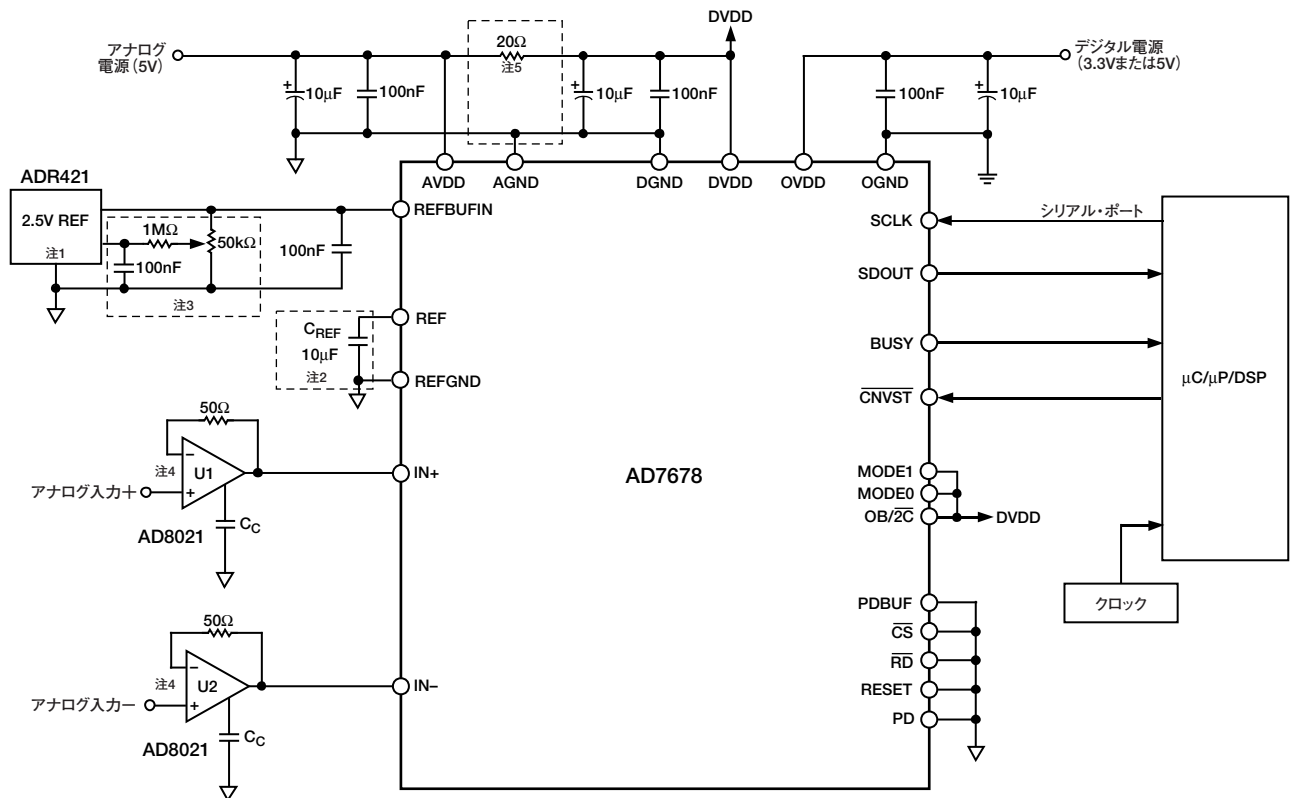 DVDD
アナログ
電源(5V)
20Ω
注5
デジタル電源
(3.3Vまたは5V)
+
10μF
100nF
+
10μF
100nF
100nF
+
10μF
ADR421
AVDD
AGND
DGND
DVDD
OVDD
OGND
2.5V REF
注1
REFBUFIN
1MΩ
50kΩ
100nF
100nF
注3
SCLK
シリアル・ポート
SDOUT
REF
CREF
10μF
注2
BUSY
μC/μP/DSP
REFGND
CNVST
50Ω
−
注4
U1
+
アナログ入力+
IN+
CC
AD8021
AD7678
MODE1
MODE0
OB/2C
DVDD
クロック
PDBUF
CS
RD
RESET
PD
50Ω
−
注4
U2
+
アナログ入力−
IN−
CC
AD8021